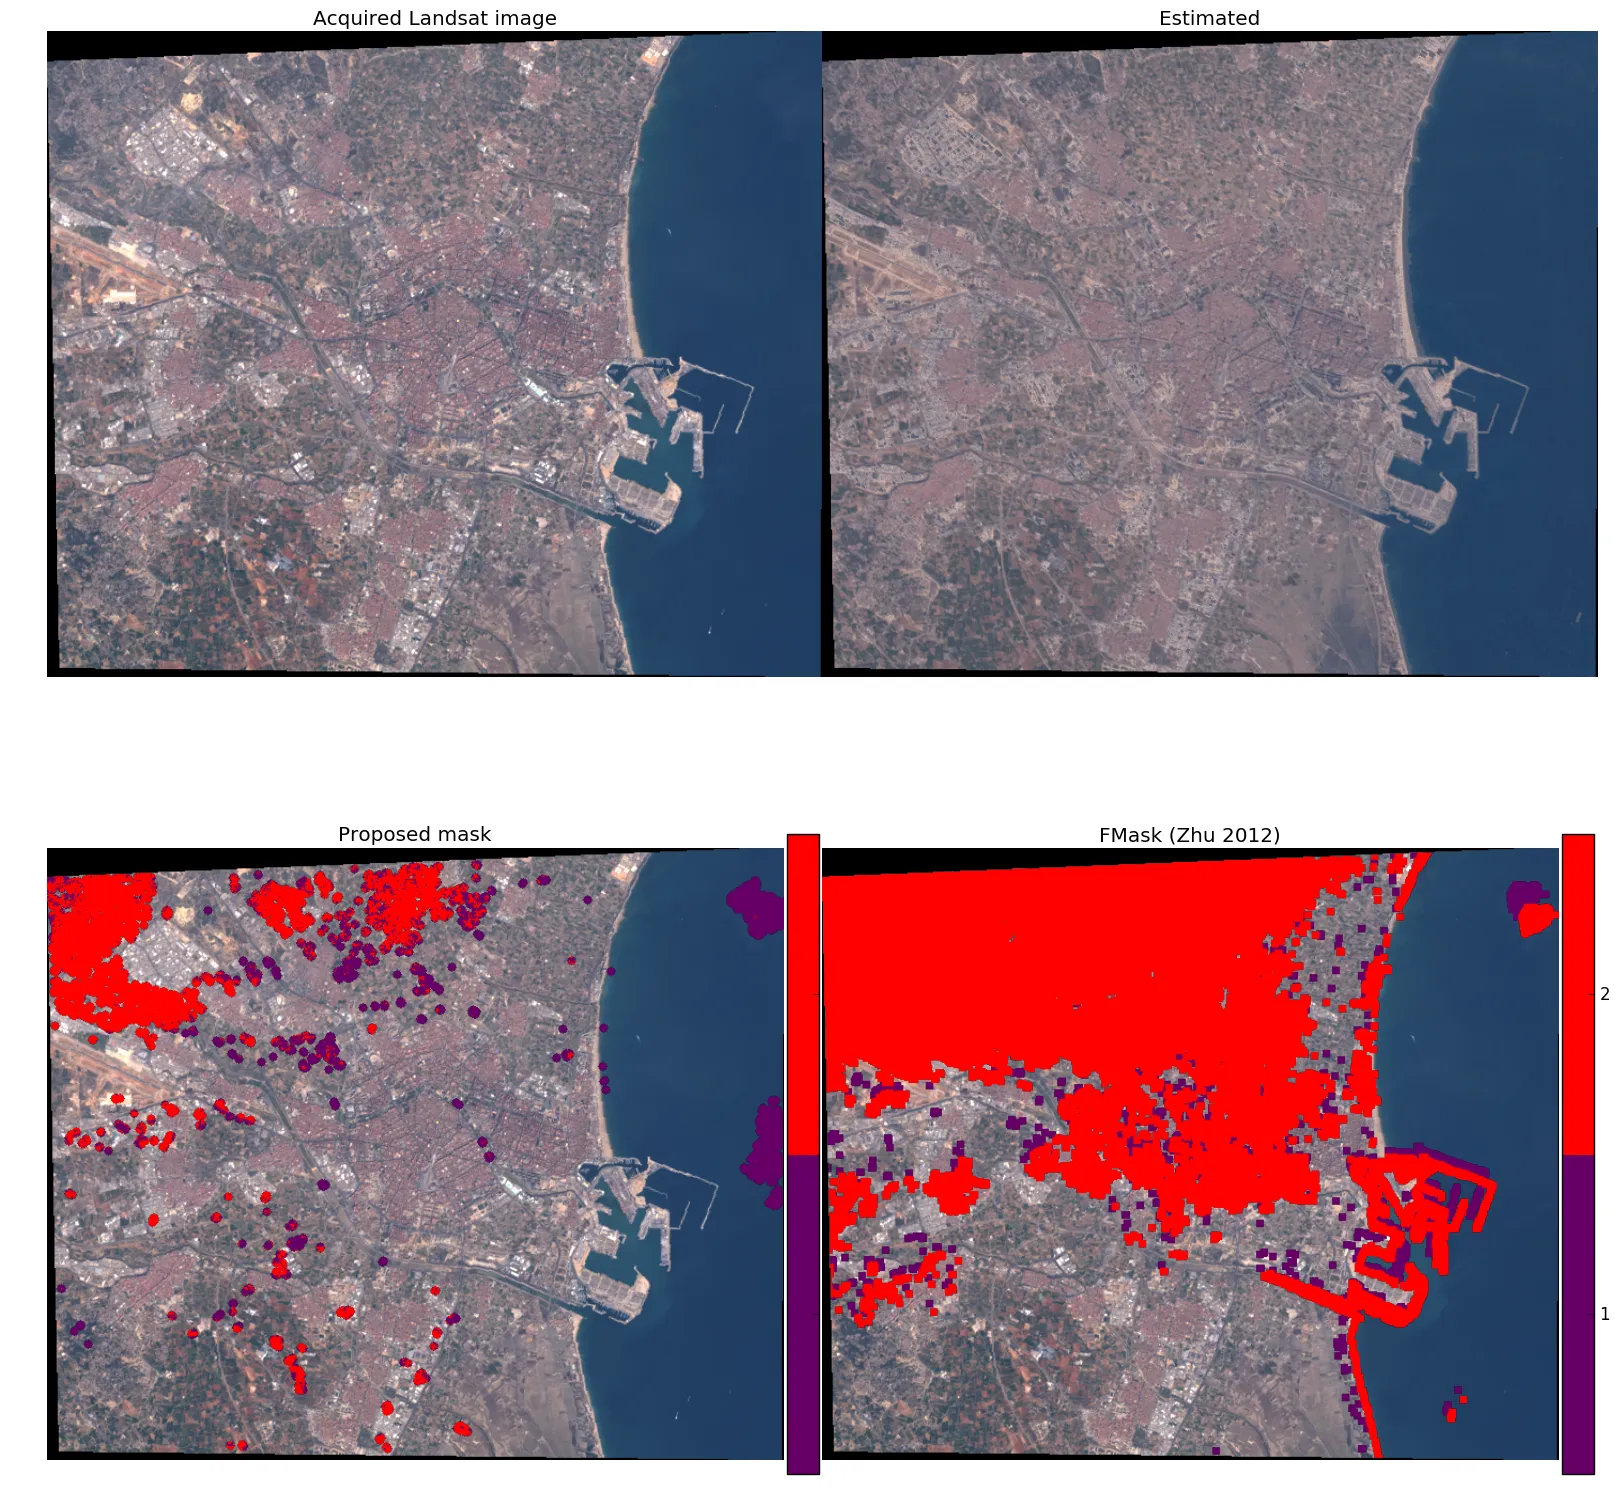 Acquired Landsat image
Estimated
Proposed mask
FMask (Zhu 2012)
2
1